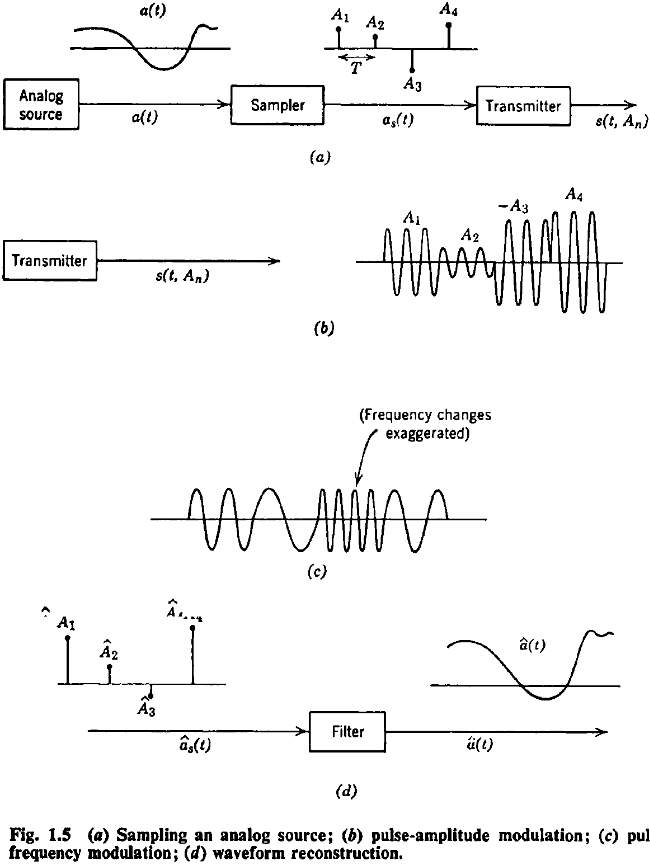 a(t)
A₁ A₂ A₄
T
A₃
Analog source
a(t)
Sampler
aₛ(t)
Transmitter
s(t, Aₙ)
(a)
A₁ A₂ −A₃ A₄
Transmitter
s(t, Aₙ)
(b)
(Frequency changes
exaggerated)
(c)
Â₁
Â₂
Â₃
â(t)
âₛ(t)
Filter
â(t)
(d)
Fig. 1.5 (a) Sampling an analog source; (b) pulse-amplitude modulation; (c) pul
frequency modulation; (d) waveform reconstruction.